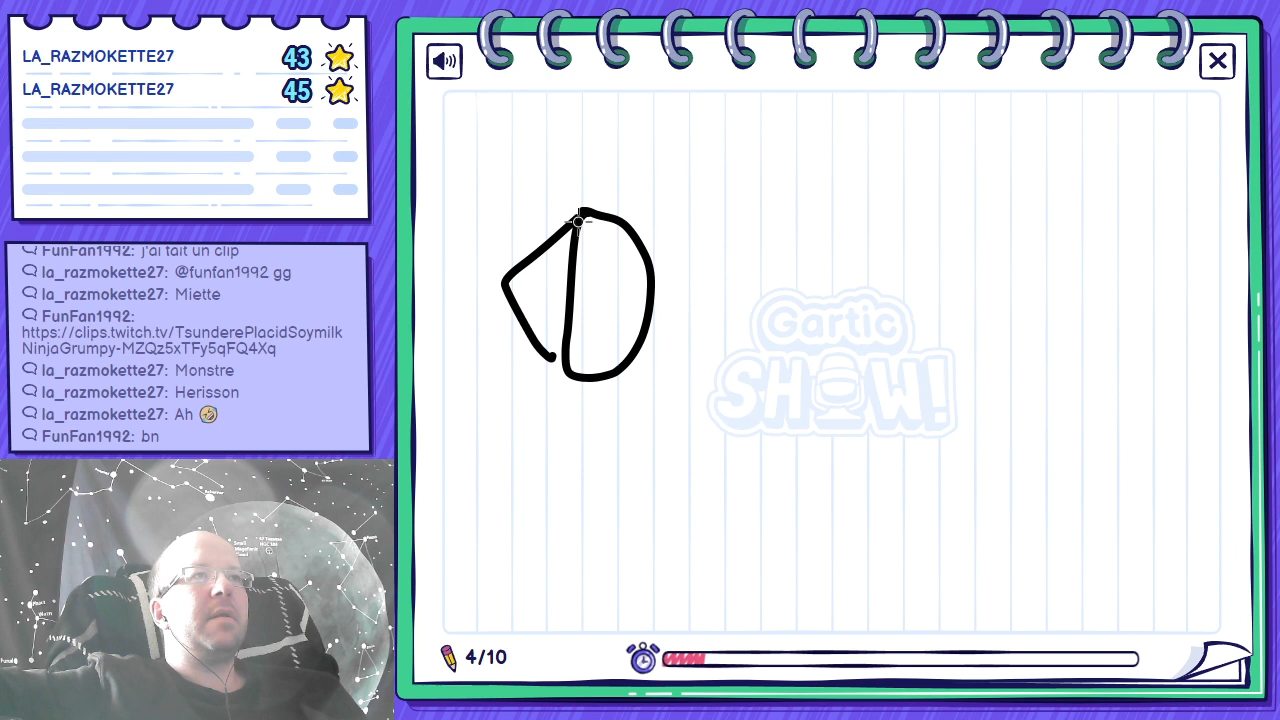 LA_RAZMOKETTE27 43
LA_RAZMOKETTE27 45
FunFan1992: j'ai fait un clip
la_razmokette27: @funfan1992 gg
la_razmokette27: Miette
FunFan1992:
https://clips.twitch.tv/TsunderePlacidSoymilk
NinjaGrumpy-MZQz5xTFy5qFQ4Xq
la_razmokette27: Monstre
la_razmokette27: Herisson
la_razmokette27: Ah 🤣
FunFan1992: bn
Gartic
SHOW!
4/10